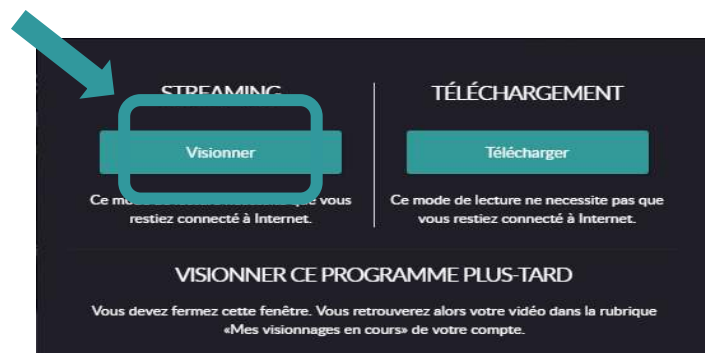 STREAMING
Visionner
Ce vous
restiez connecté à Internet.
TÉLÉCHARGEMENT
Télécharger
Ce mode de lecture ne necessite pas que
vous restiez connecté à Internet.
VISIONNER CE PROGRAMME PLUS-TARD
Vous devez fermez cette fenêtre. Vous retrouverez alors votre vidéo dans la rubrique
«Mes visionnages en cours» de votre compte.